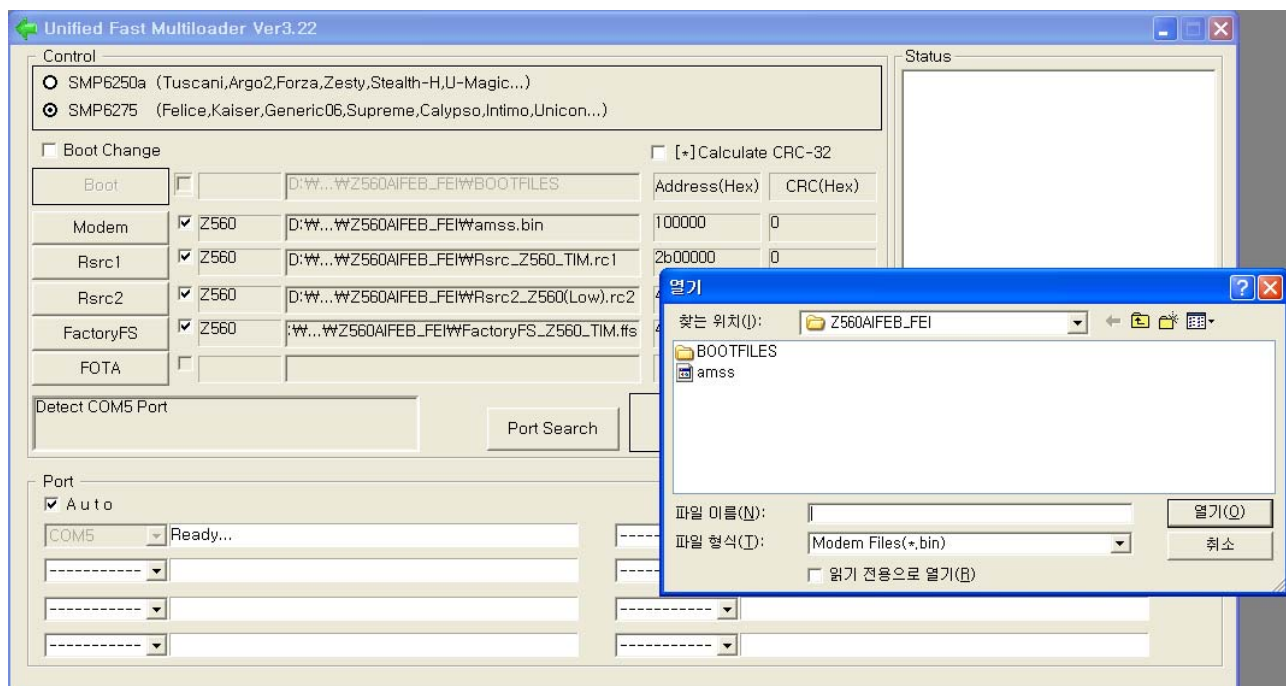 Unified Fast Multiloader Ver3.22
Control
SMP6250a (Tuscani,Argo2,Forza,Zesty,Stealth-H,U-Magic...)
SMP6275 (Felice,Kaiser,Generic06,Supreme,Calypso,Intimo,Unicon...)
Status
Boot Change
[*]Calculate CRC-32
Boot D:₩...₩Z560AIFEB_FEI₩BOOTFILES Address(Hex) CRC(Hex)
Modem Z560 D:₩...₩Z560AIFEB_FEI₩amss.bin 100000 0
Rsrc1 Z560 D:₩...₩Z560AIFEB_FEI₩Rsrc_Z560_TIM.rc1 2b00000 0
Rsrc2 Z560 D:₩...₩Z560AIFEB_FEI₩Rsrc2_Z560(Low).rc2
FactoryFS Z560 :₩...₩Z560AIFEB_FEI₩FactoryFS_Z560_TIM.ffs
FOTA
Detect COM5 Port
Port Search
Port
Auto
COM5 Ready...
열기
찾는 위치(I): Z560AIFEB_FEI
BOOTFILES
amss
파일 이름(N): 열기(O)
파일 형식(T): Modem Files(*.bin) 취소
읽기 전용으로 열기(R)